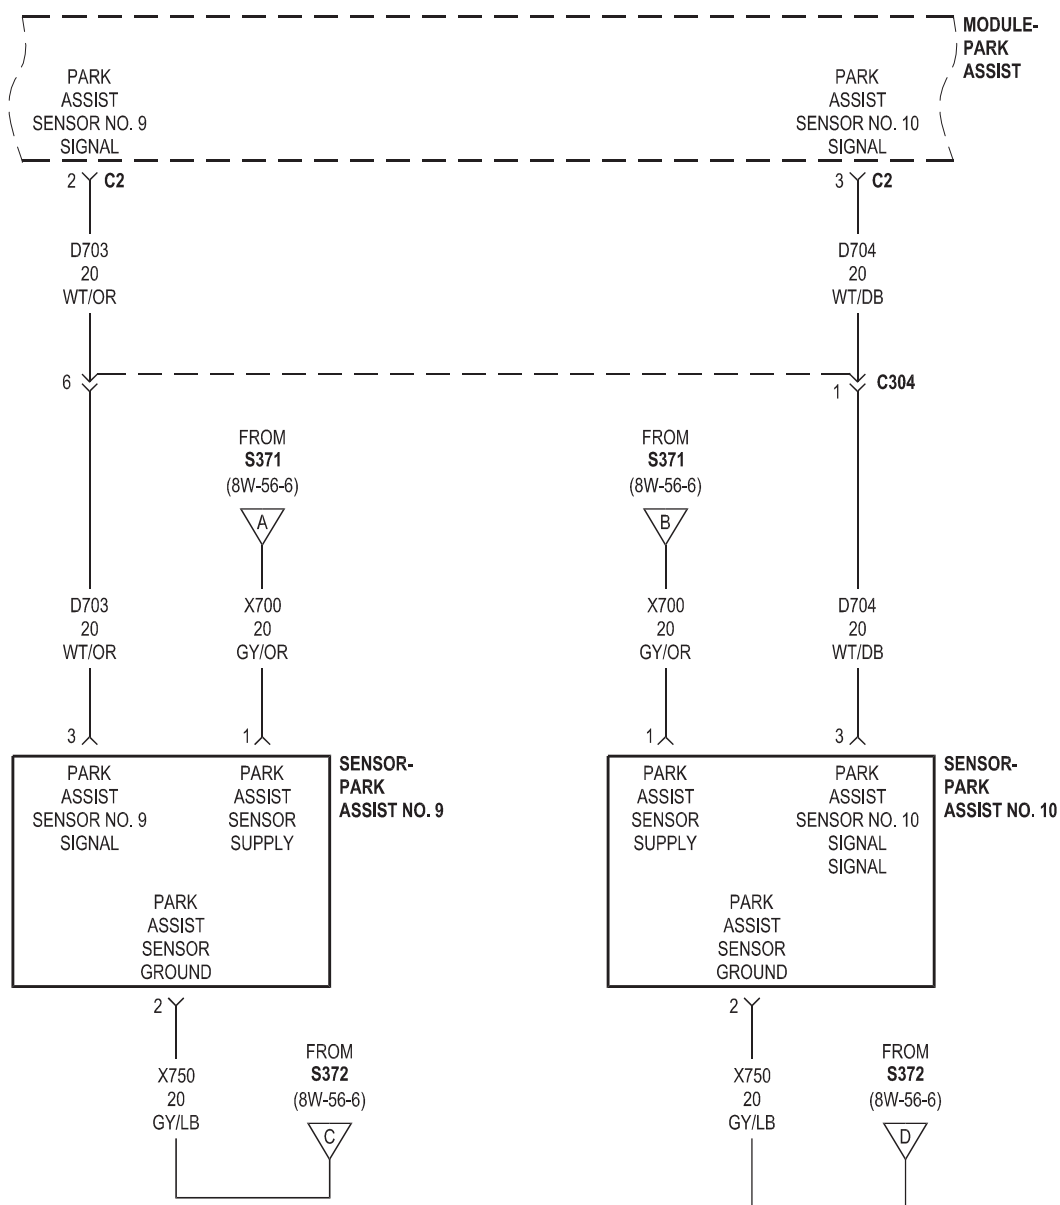 MODULE-
PARK
ASSIST
PARK
ASSIST
SENSOR NO. 9
SIGNAL
PARK
ASSIST
SENSOR NO. 10
SIGNAL
2 C2
3 C2
D703
20
WT/OR
D704
20
WT/DB
6
1
C304
FROM
S371
(8W-56-6)
A
FROM
S371
(8W-56-6)
B
D703
20
WT/OR
X700
20
GY/OR
X700
20
GY/OR
D704
20
WT/DB
3
1
1
3
SENSOR-
PARK
ASSIST NO. 9
PARK
ASSIST
SENSOR NO. 9
SIGNAL
PARK
ASSIST
SENSOR
SUPPLY
PARK
ASSIST
SENSOR
GROUND
SENSOR-
PARK
ASSIST NO. 10
PARK
ASSIST
SENSOR
SUPPLY
PARK
ASSIST
SENSOR NO. 10
SIGNAL
SIGNAL
PARK
ASSIST
SENSOR
GROUND
2
2
X750
20
GY/LB
FROM
S372
(8W-56-6)
C
X750
20
GY/LB
FROM
S372
(8W-56-6)
D